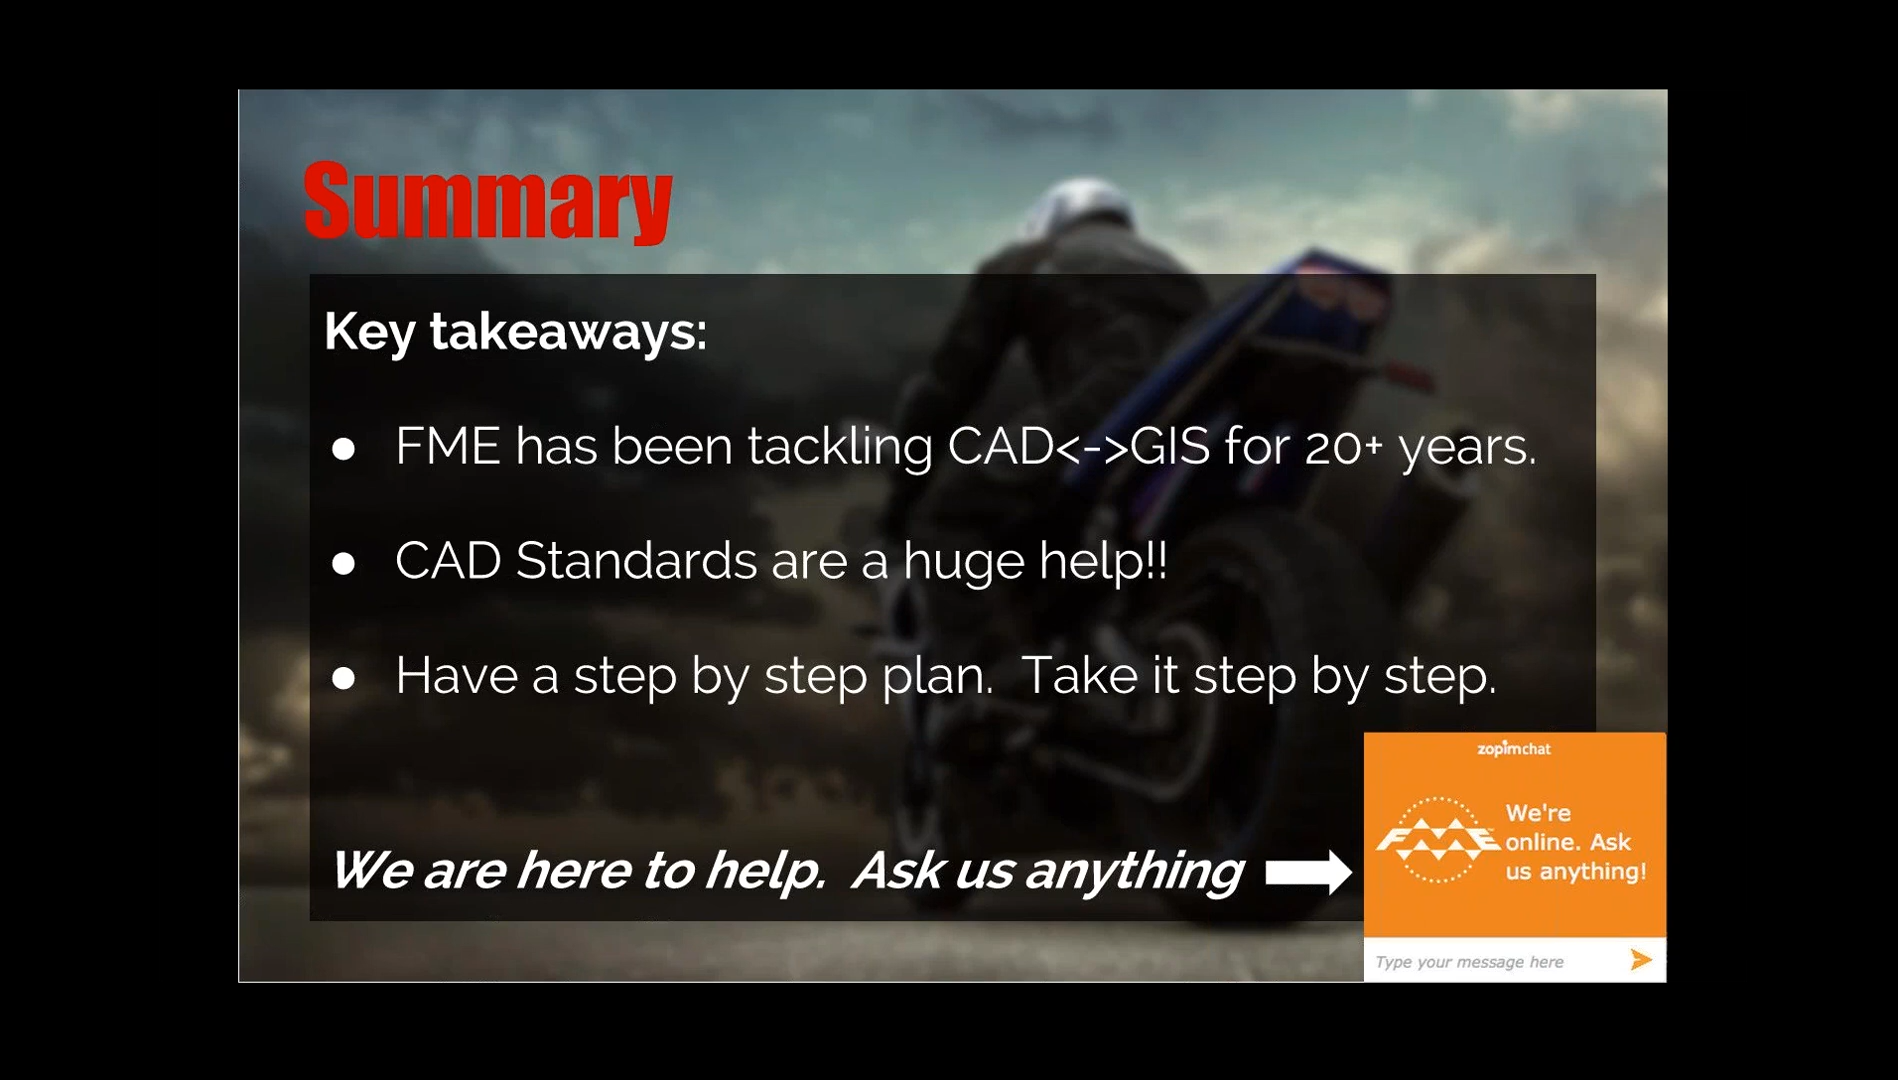 Summary
Key takeaways:
● FME has been tackling CAD<->GIS for 20+ years.
● CAD Standards are a huge help!!
● Have a step by step plan.  Take it step by step.
We are here to help.  Ask us anything
zopimchat
FME
We're
online. Ask
us anything!
Type your message here